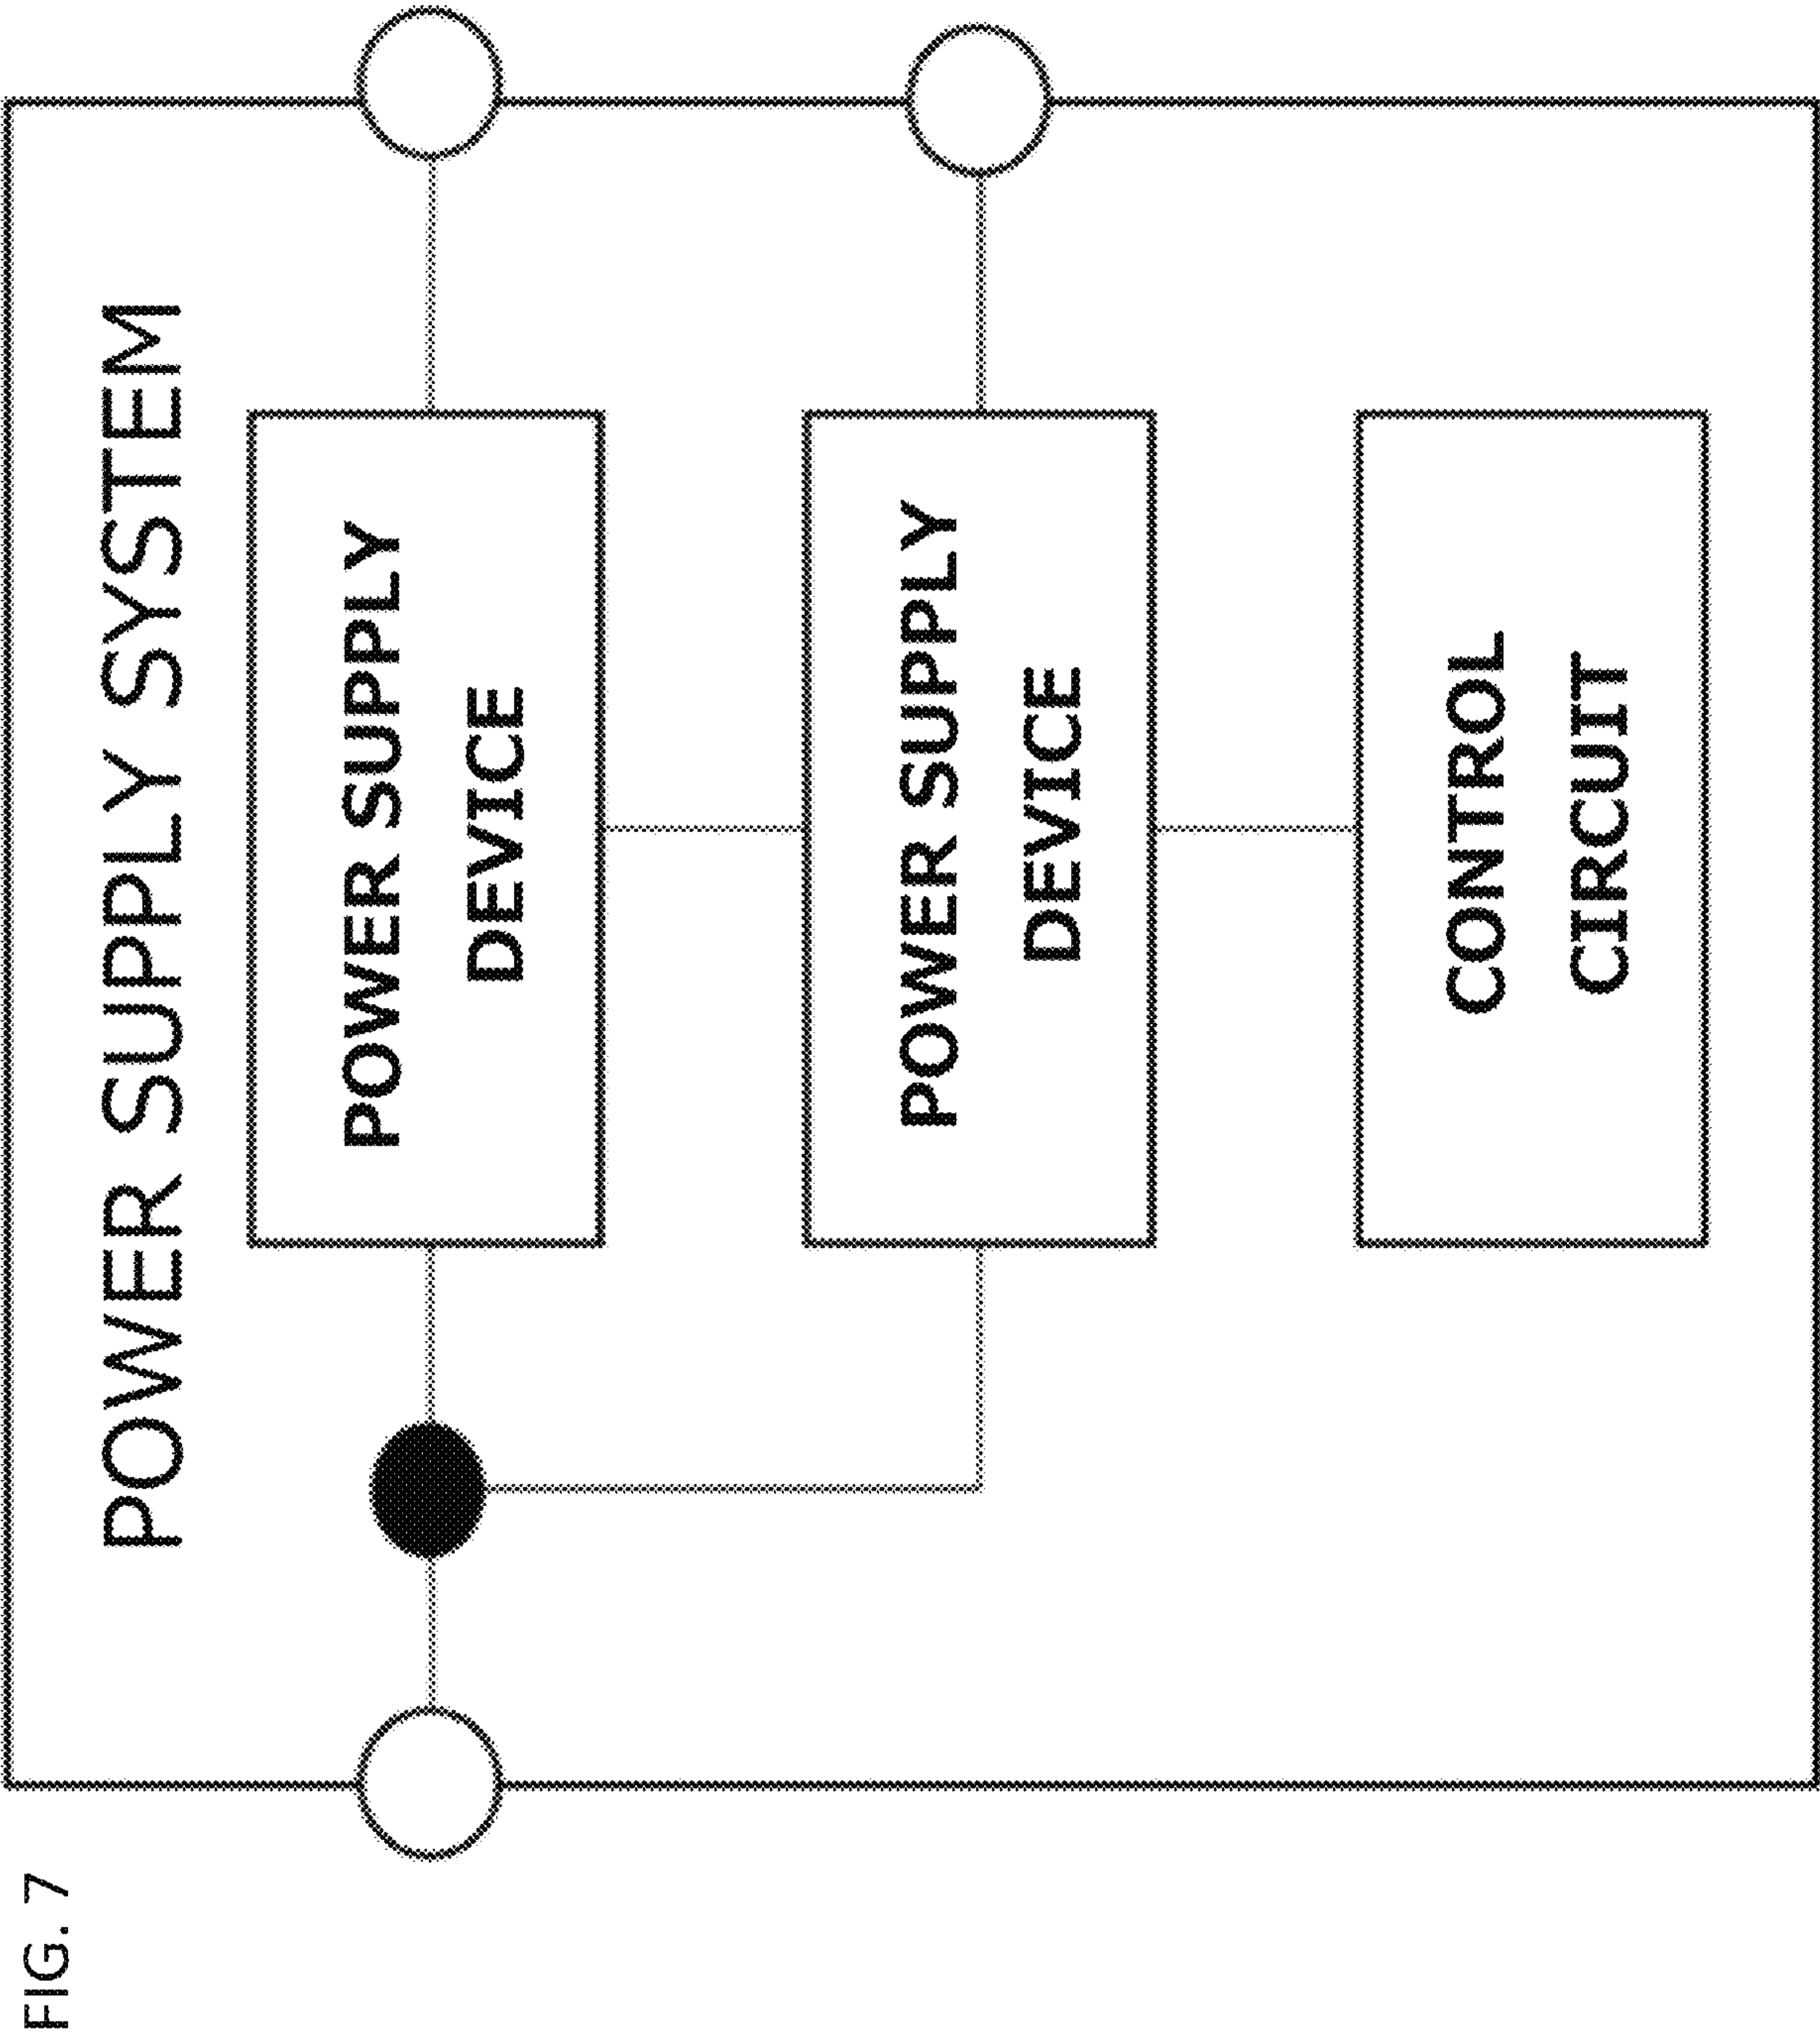 FIG. 7
POWER SUPPLY SYSTEM
POWER SUPPLY
DEVICE
POWER SUPPLY
DEVICE
CONTROL
CIRCUIT